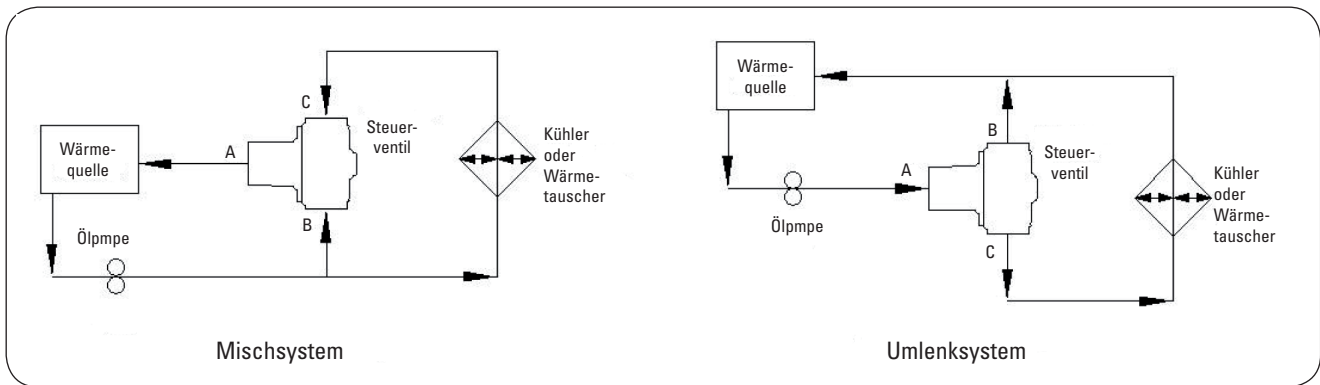 Wärme-
quelle
A
C
B
Steuer-
ventil
Kühler
oder
Wärme-
tauscher
Ölpmpe
Mischsystem
Wärme-
quelle
A
B
C
Steuer-
ventil
Kühler
oder
Wärme-
tauscher
Ölpmpe
Umlenksystem